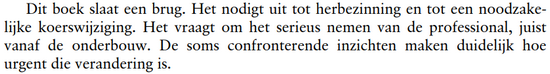 Dit boek slaat een brug. Het nodigt uit tot herbezinning en tot een noodzake-
lijke koerswijziging. Het vraagt om het serieus nemen van de professional, juist
vanaf de onderbouw. De soms confronterende inzichten maken duidelijk hoe
urgent die verandering is.